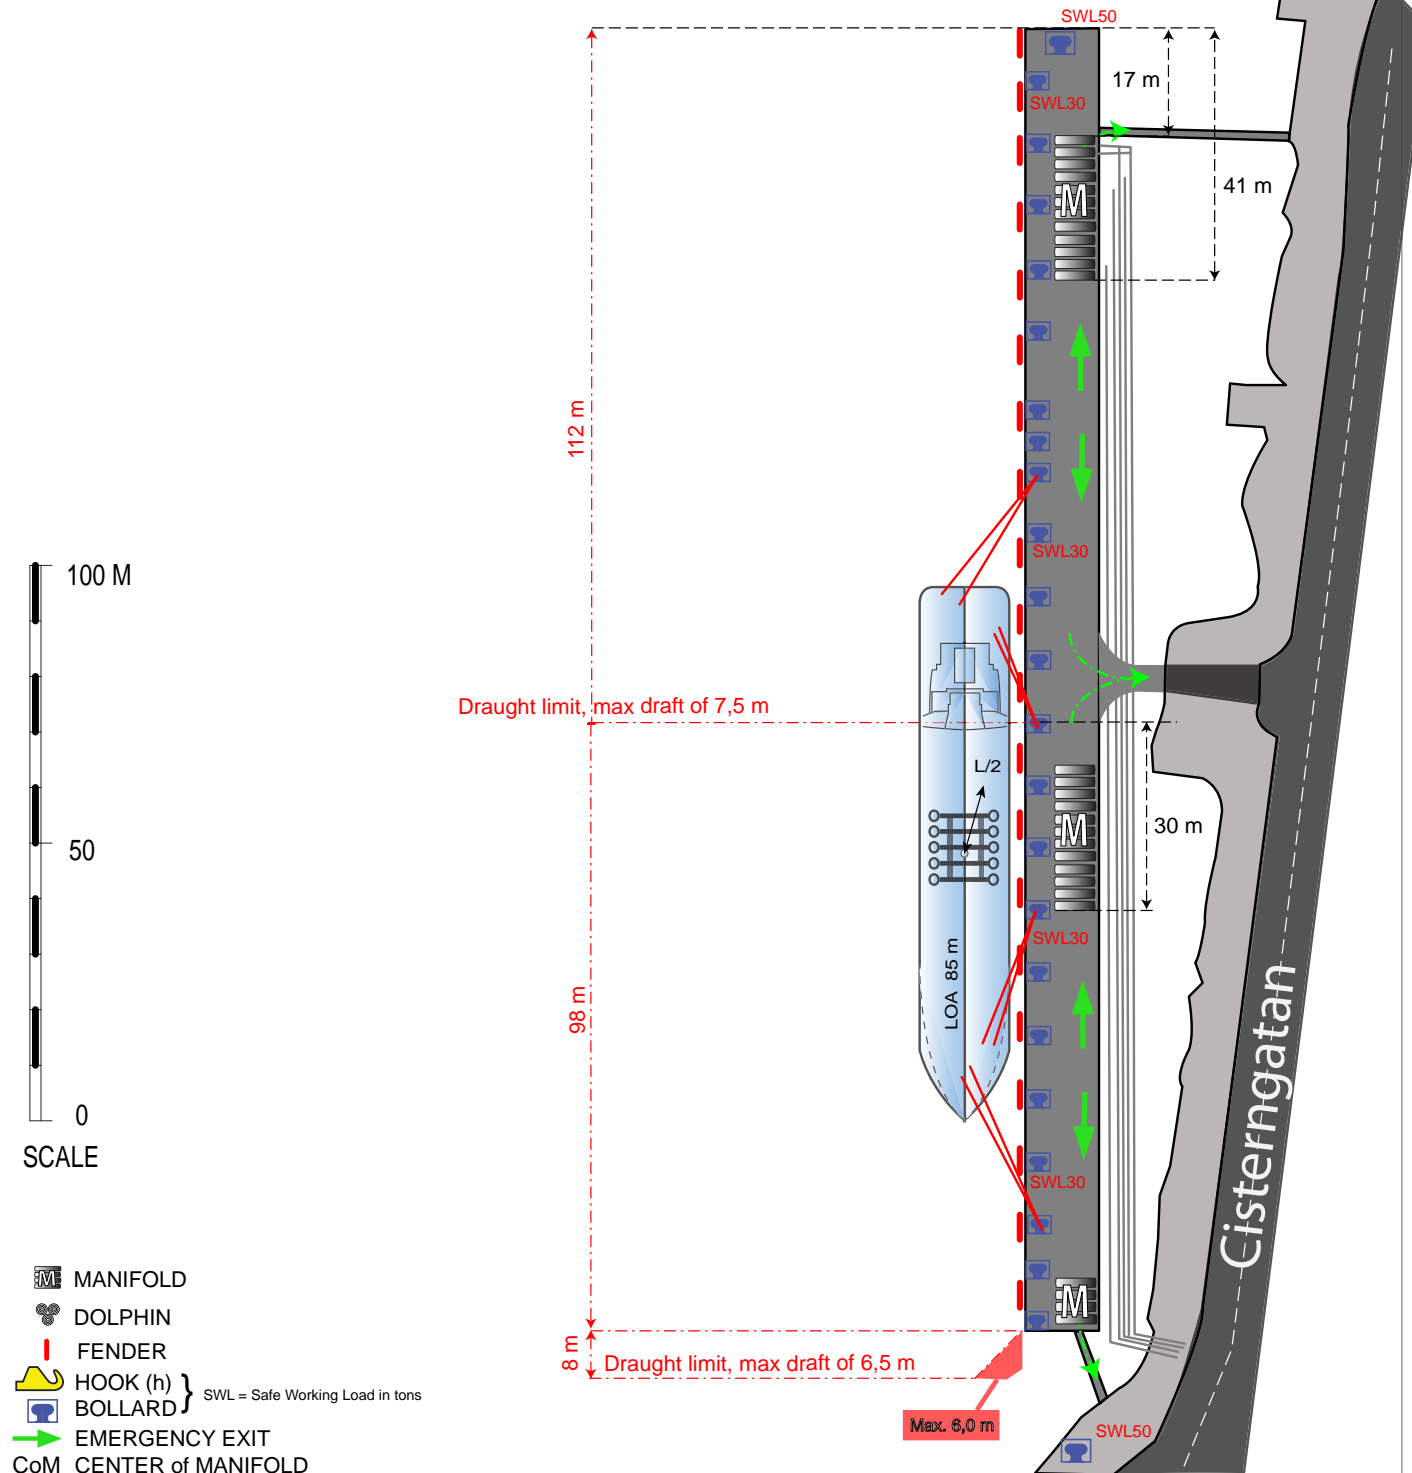 SWL50
17 m
SWL30
M
41 m
112 m
SWL30
100 M
Draught limit, max draft of 7,5 m
L/2
50
M
30 m
SWL30
LOA 85 m
98 m
Cisterngatan
0
SCALE
SWL30
M
M MANIFOLD
DOLPHIN
FENDER
8 m
Draught limit, max draft of 6,5 m
HOOK (h)
BOLLARD
} SWL = Safe Working Load in tons
Max. 6,0 m
SWL50
EMERGENCY EXIT
CoM CENTER of MANIFOLD